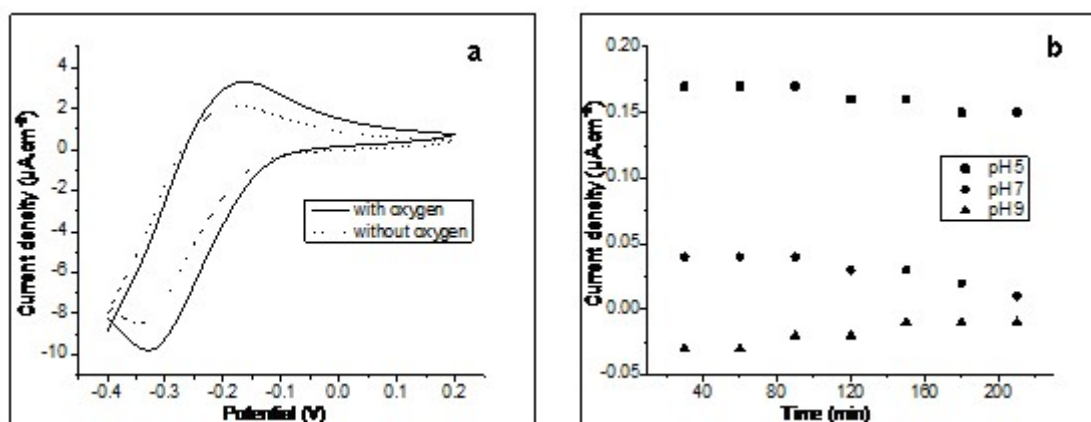 a
4
2
0
-2
-4
-6
-8
-10
Current density (µA.cm⁻²)
with oxygen
without oxygen
-0.4 -0.3 -0.2 -0.1 0.0 0.1 0.2
Potential (V)
b
0.20
0.15
0.10
0.05
0.00
-0.05
Current density (µA.cm⁻²)
pH5
pH7
pH9
40 80 120 160 200
Time (min)